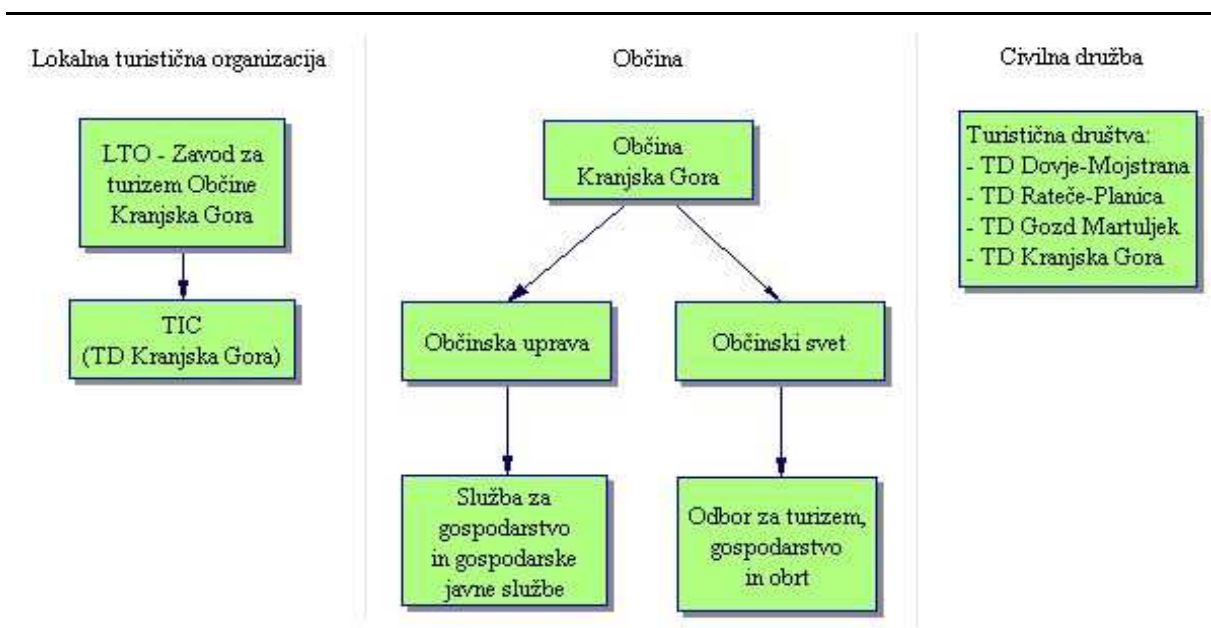 Lokalna turistična organizacija
LTO - Zavod za
turizem Občine
Kranjska Gora
TIC
(TD Kranjska Gora)
Občina
Občina
Kranjska Gora
Občinska uprava
Občinski svet
Služba za
gospodarstvo
in gospodarske
javne službe
Odbor za turizem,
gospodarstvo
in obrt
Civilna družba
Turistična društva:
- TD Dovje-Mojstrana
- TD Rateče-Planica
- TD Gozd Martuljek
- TD Kranjska Gora